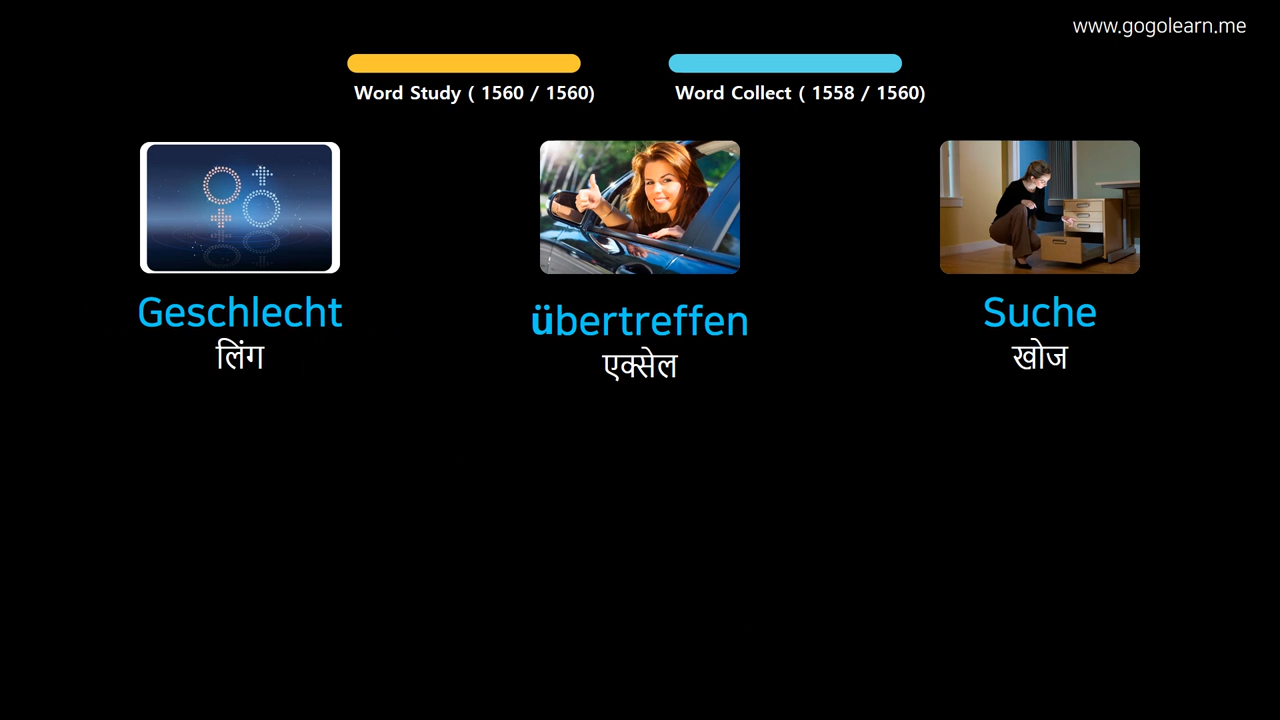 www.gogolearn.me
Word Study ( 1560 / 1560)
Word Collect ( 1558 / 1560)
Geschlecht
लिंग
übertreffen
एक्सेल
Suche
खोज